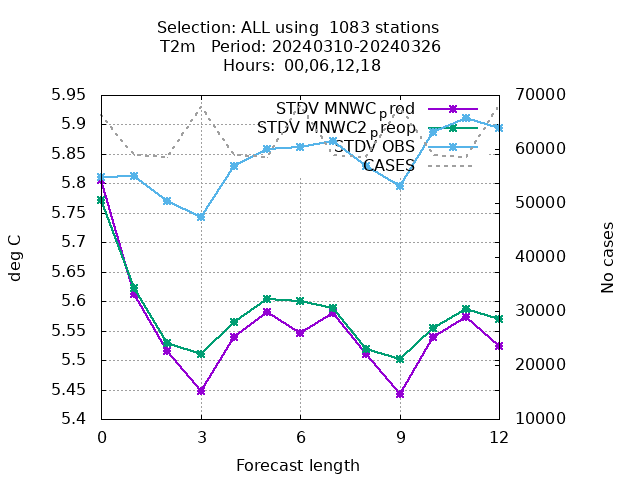 Selection: ALL using  1083 stations
T2m   Period: 20240310-20240326
Hours: 00,06,12,18
5.95
5.9
5.85
5.8
5.75
5.7
5.65
5.6
5.55
5.5
5.45
5.4
deg C
STDV MNWC_prod
STDV MNWC2_preop
STDV OBS
CASES
70000
60000
50000
40000
30000
20000
10000
No cases
0 3 6 9 12
Forecast length